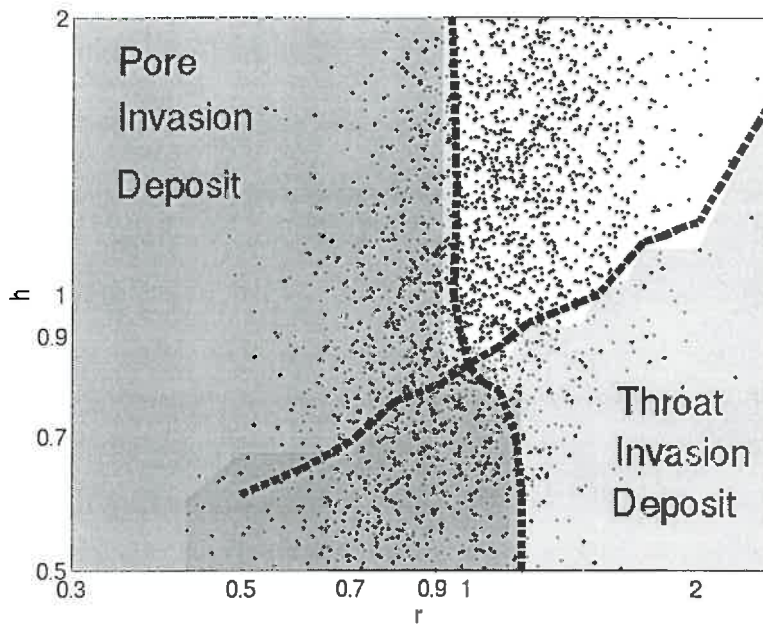 2
Pore
Invasion
Deposit
1
0.9
h
0.7
Throat
Invasion
Deposit
0.5
0.3 0.5 0.7 0.9 1 2
r